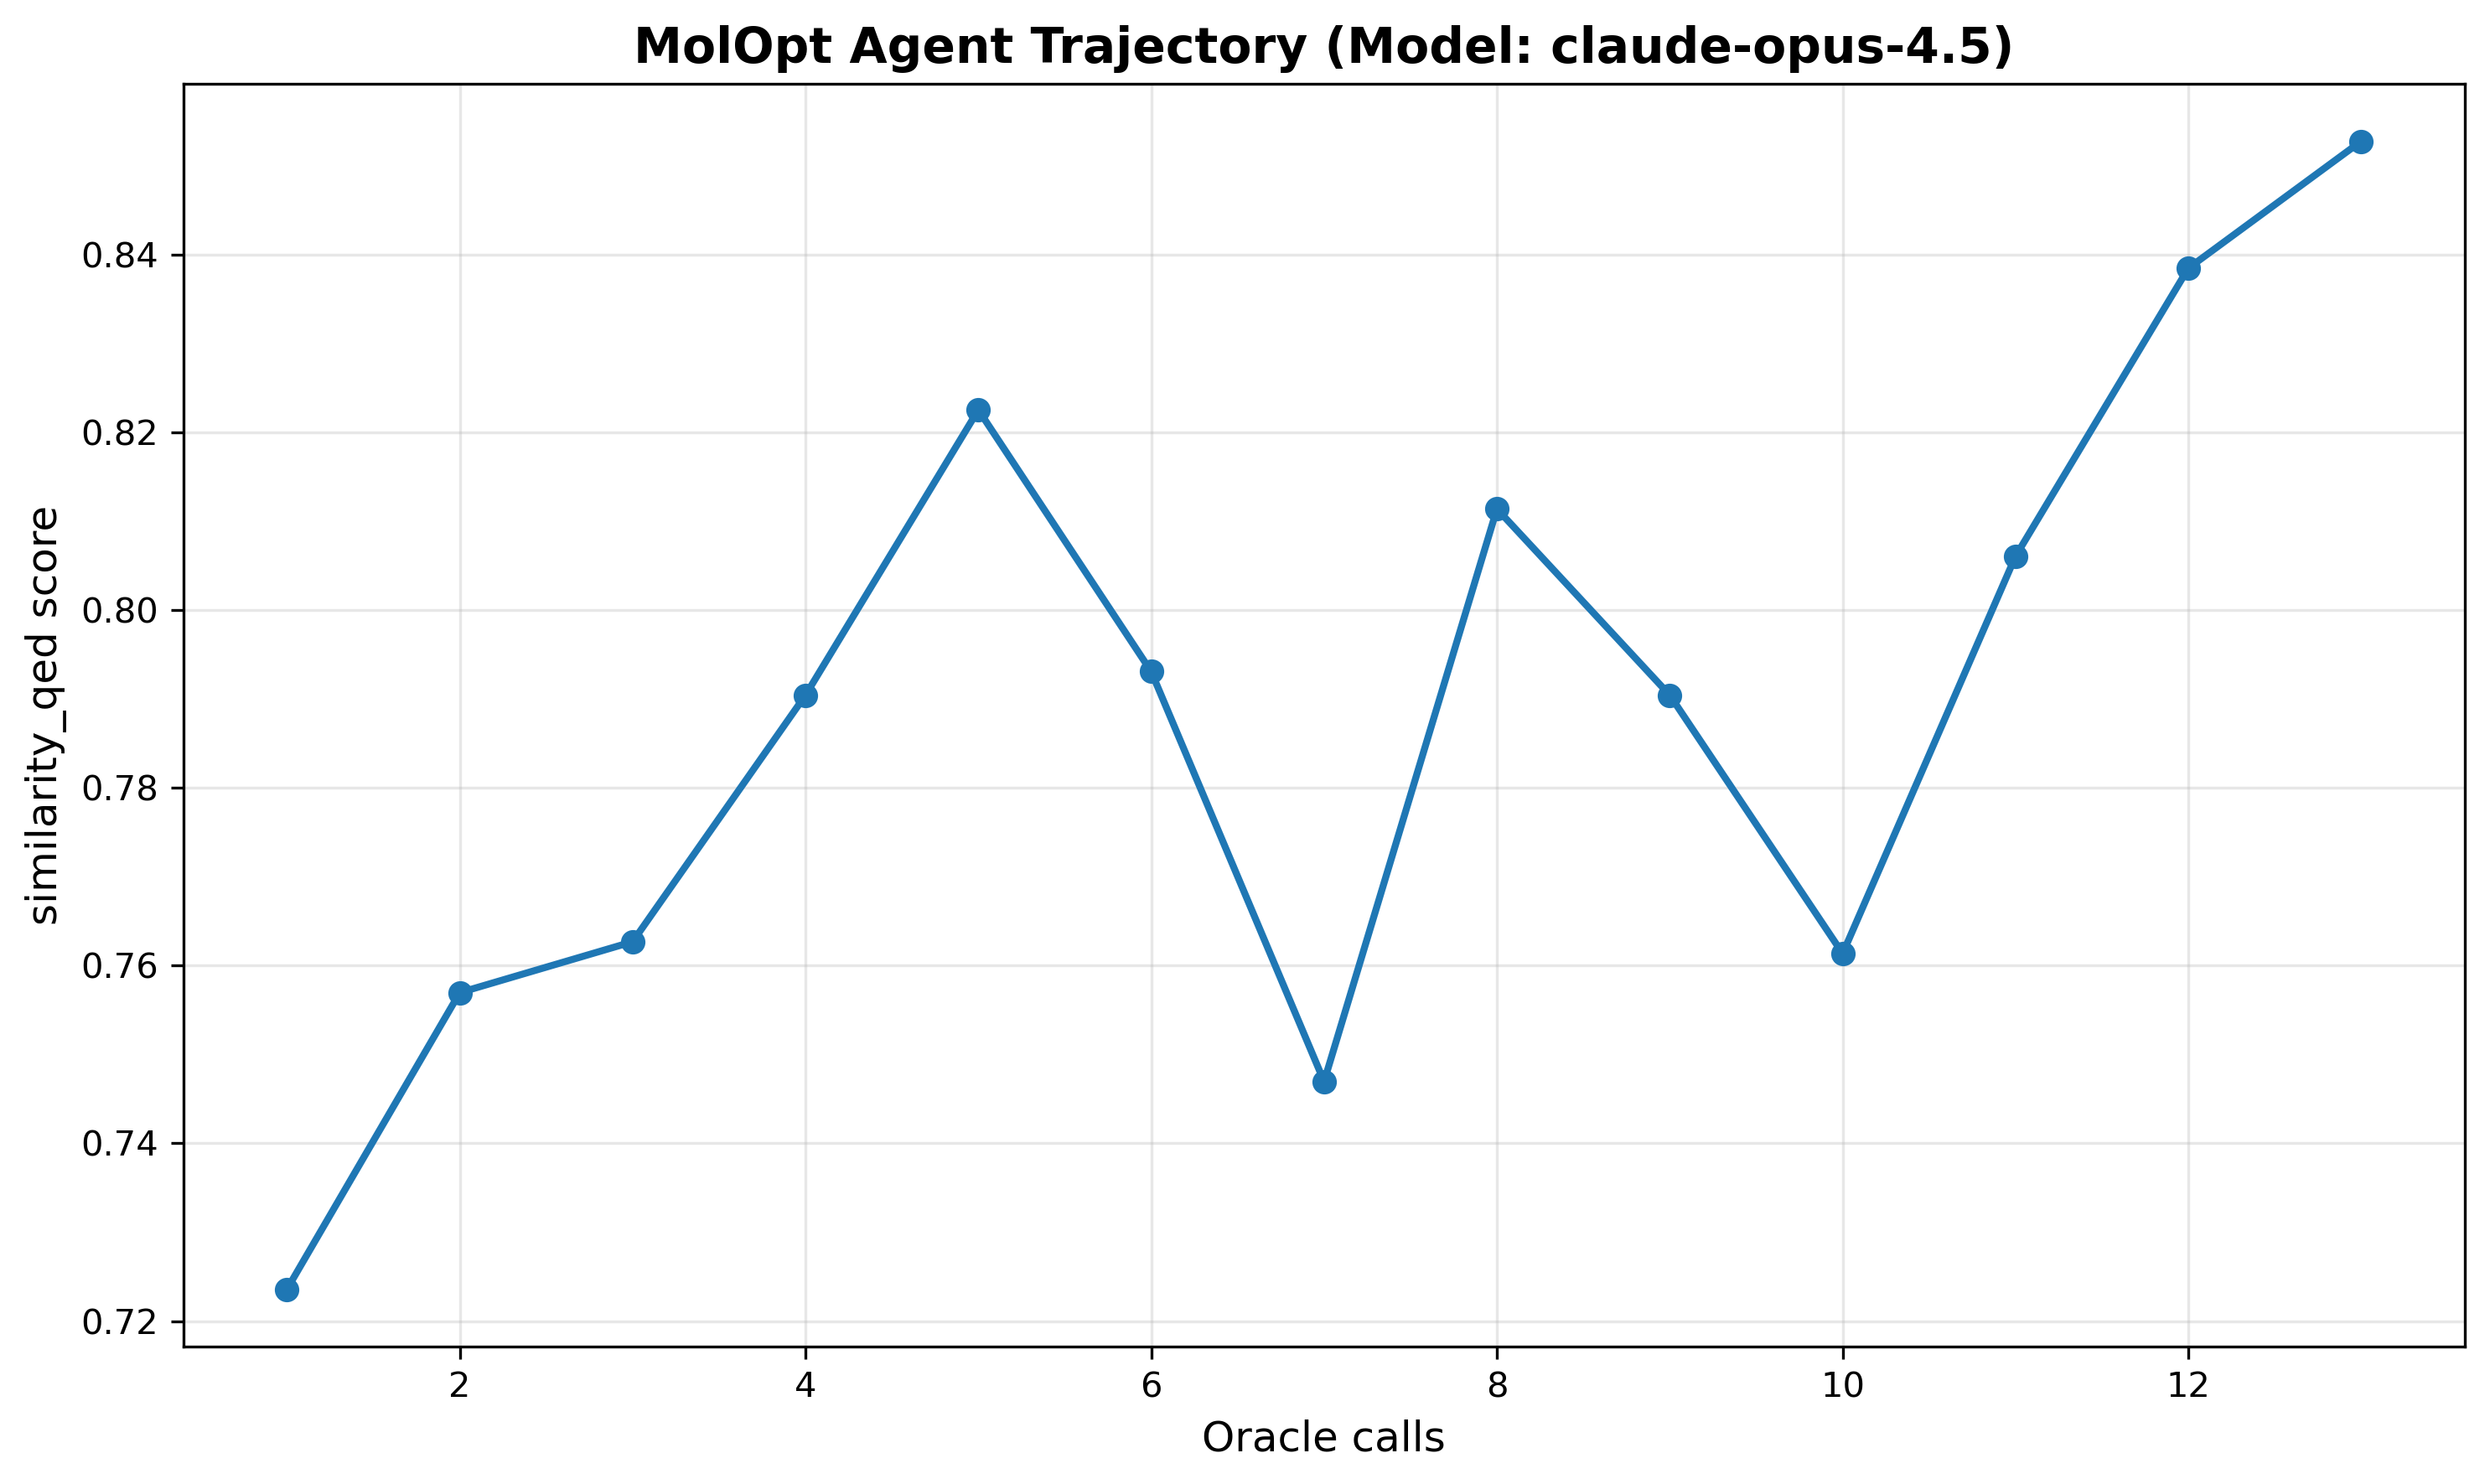 MolOpt Agent Trajectory (Model: claude-opus-4.5)
similarity_qed score
0.84
0.82
0.80
0.78
0.76
0.74
0.72
2 4 6 8 10 12
Oracle calls